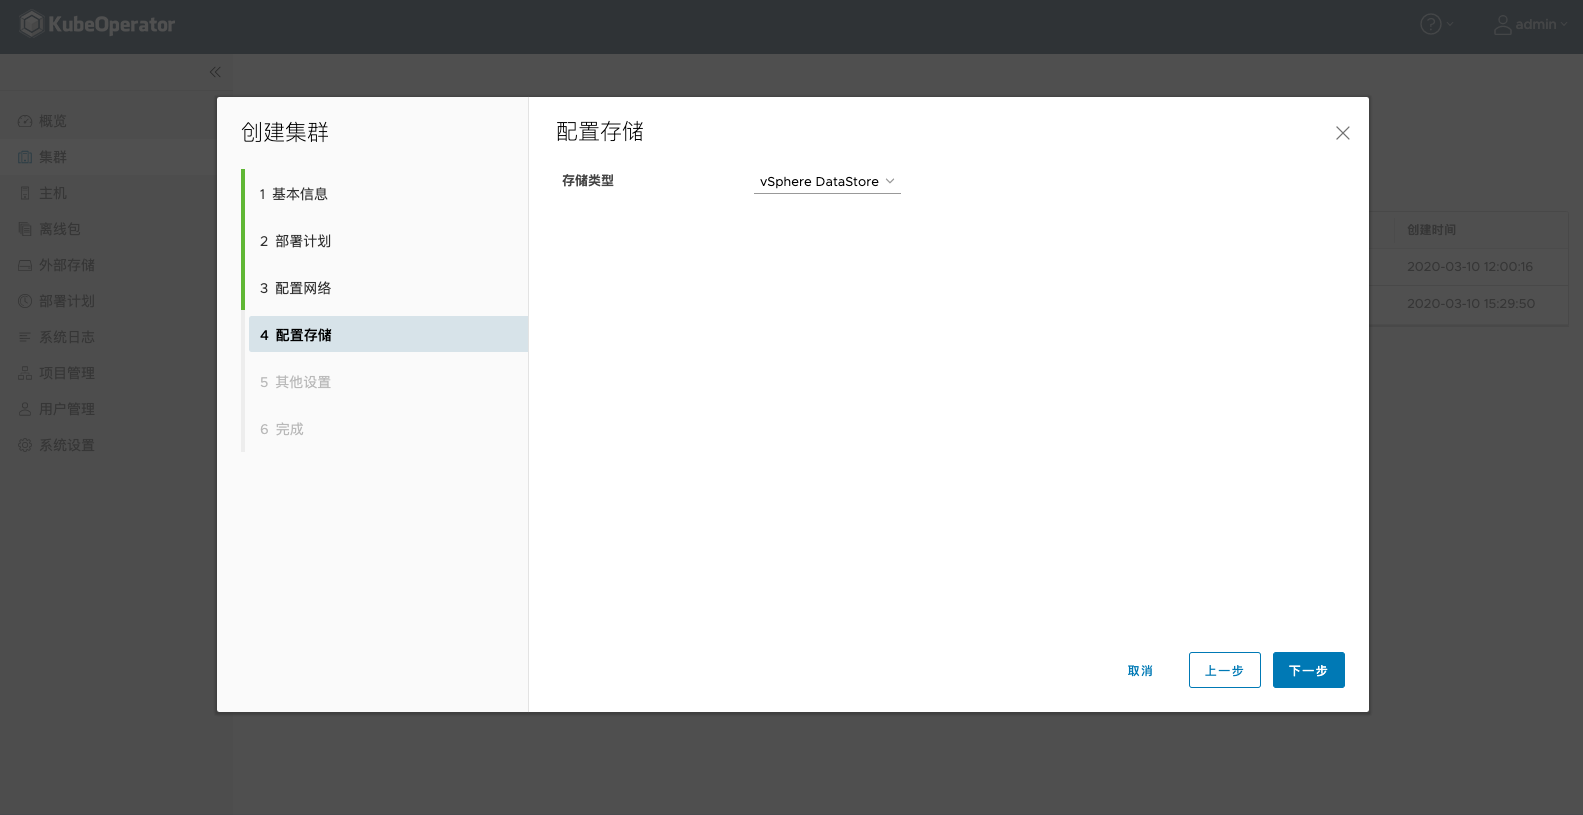 KubeOperator
admin
概览
集群
主机
离线包
外部存储
部署计划
系统日志
项目管理
用户管理
系统设置
创建集群
1 基本信息
2 部署计划
3 配置网络
4 配置存储
5 其他设置
6 完成
配置存储
存储类型
vSphere DataStore
取消
上一步
下一步
创建时间
2020-03-10 12:00:16
2020-03-10 15:29:50